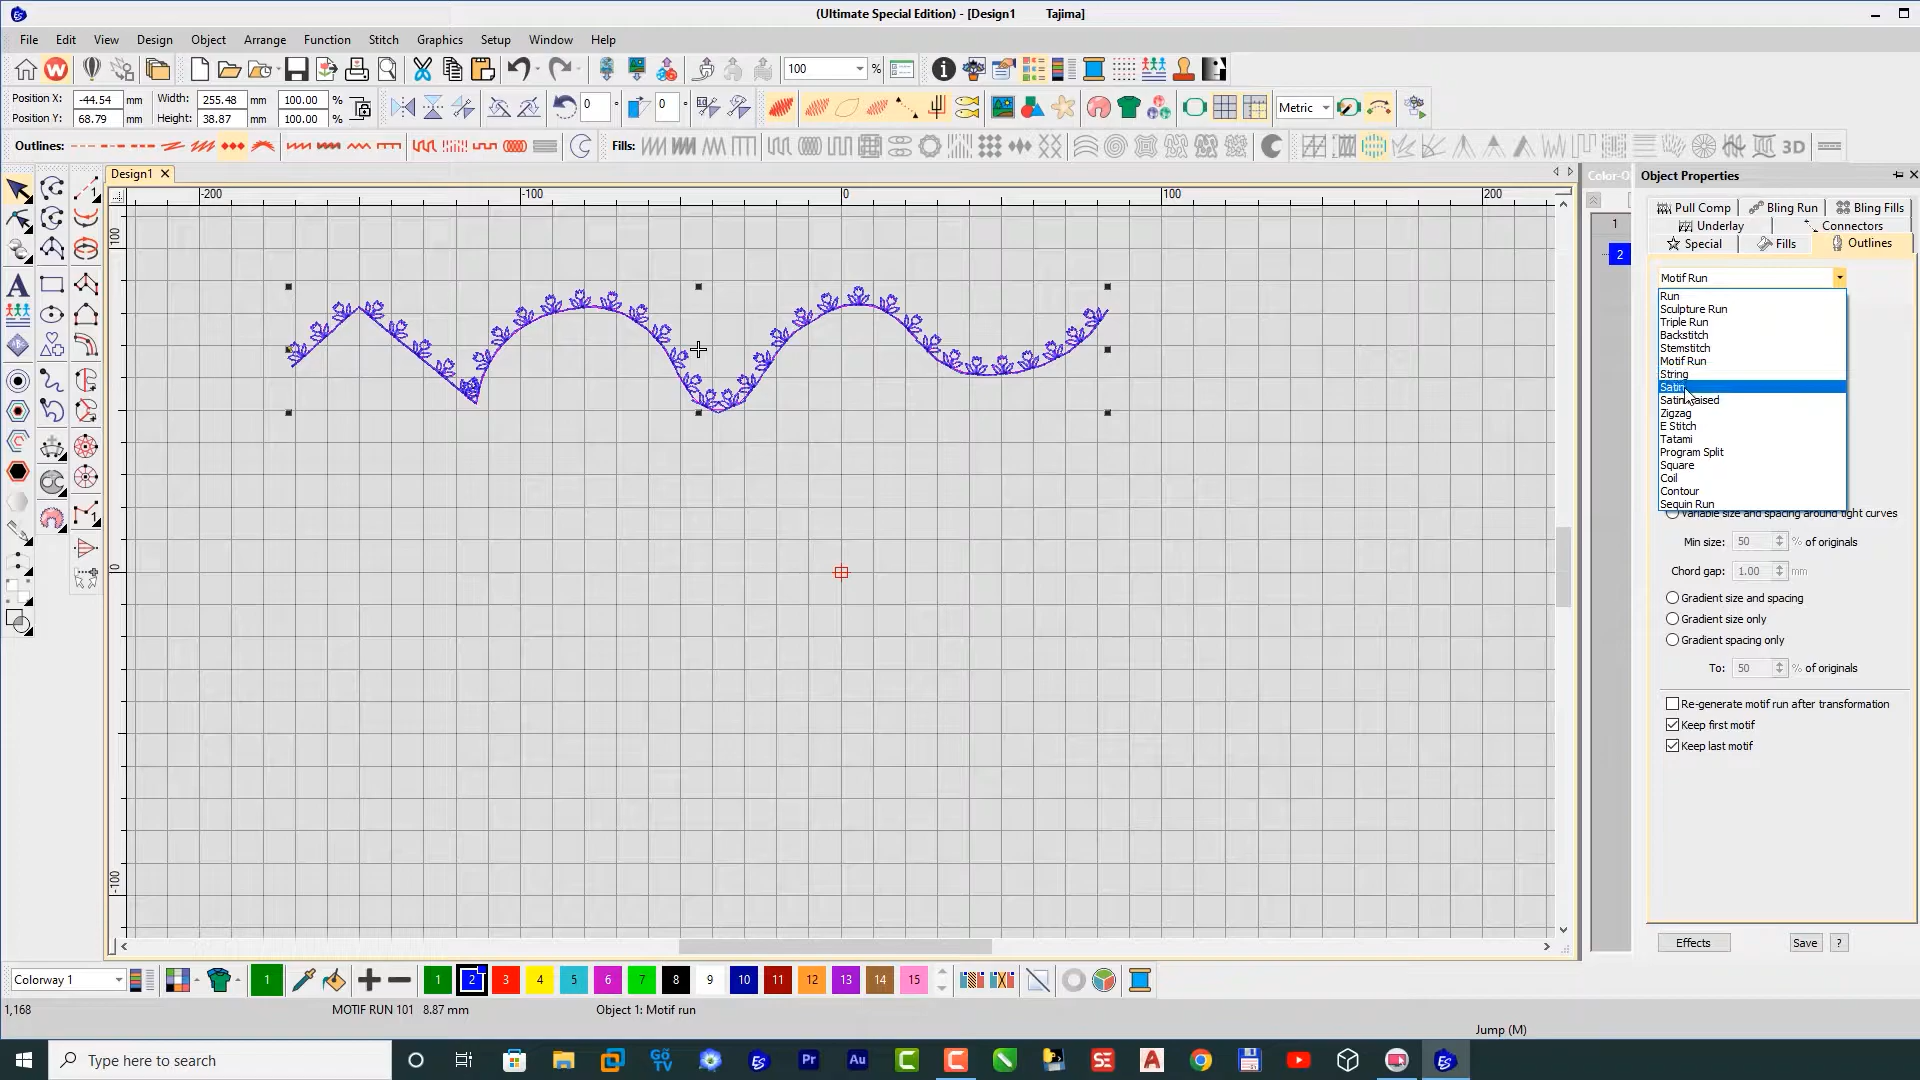 (Ultimate Special Edition) - [Design1 Tajima]
File Edit View Design Object Arrange Function Stitch Graphics Setup Window Help
100 %
Position X: -44.54 mm Width: 255.48 mm 100.00 % 0 ° 0 ° Metric
Position Y: 68.79 mm Height: 38.87 mm 100.00 %
Outlines: Fills: 3D
Design1
-200 -100 0 100 200
100
0
-100
Color-O
1
2
Object Properties
Pull Comp Bling Run Bling Fills
Underlay Connectors
Special Fills Outlines
Motif Run
Run
Sculpture Run
Triple Run
Backstitch
Stemstitch
Motif Run
String
Satin
Satin Raised
Zigzag
E Stitch
Tatami
Program Split
Square
Coil
Contour
Sequin Run
Variable size and spacing around tight curves
Min size: 50 % of originals
Chord gap: 1.00 mm
Gradient size and spacing
Gradient size only
Gradient spacing only
To: 50 % of originals
Re-generate motif run after transformation
Keep first motif
Keep last motif
Effects Save ?
Colorway 1 1 1 2 3 4 5 6 7 8 9 10 11 12 13 14 15
1,168 MOTIF RUN 101 8.87 mm Object 1: Motif run
Jump (M)
Type here to search